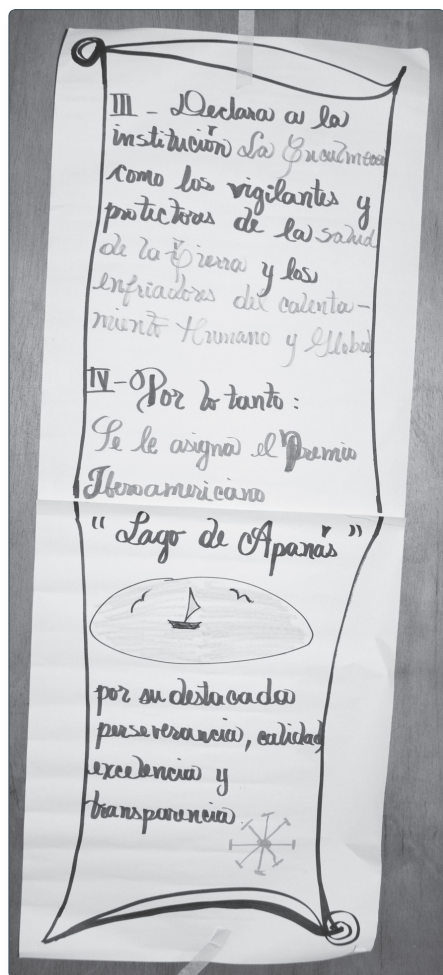 III - Declara a la
institución La Ecuménica
como los vigilantes y
protectores de la salud
de la Tierra y los
enfriadores del calenta-
miento Humano y Global
IV - Por lo tanto:
Se le asigna el Premio
Iberoamericano
“Lago de Apanás”
por su destacada
perseverancia, calidad,
excelencia y
transparencia